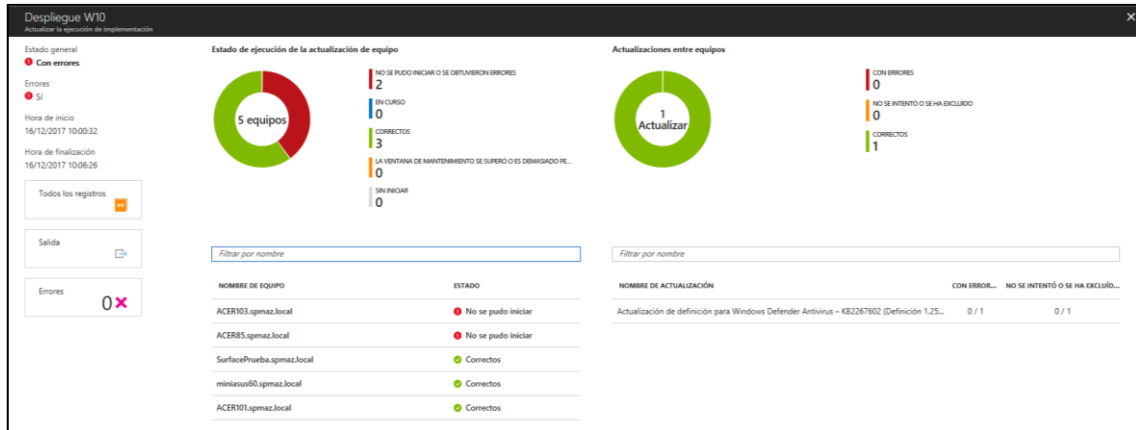 Despliegue W10
Actualizar la ejecución de implementación
Estado general
Con errores
Errores
Sí
Hora de inicio
16/12/2017 10:00:32
Hora de finalización
16/12/2017 10:06:26
Todos los registros
Salida
Errores
0
Estado de ejecución de la actualización de equipo
5 equipos
NO SE PUDO INICIAR O SE OBTUVIERON ERRORES
2
EN CURSO
0
CORRECTOS
3
LA VENTANA DE MANTENIMIENTO SE SUPERÓ O ES DEMASIADO PE...
0
SIN INICIAR
0
Filtrar por nombre
NOMBRE DE EQUIPO ESTADO
ACER103.spmaz.local No se pudo iniciar
ACER85.spmaz.local No se pudo iniciar
SurfacePrueba.spmaz.local Correctos
miniasus60.spmaz.local Correctos
ACER101.spmaz.local Correctos
Actualizaciones entre equipos
1
Actualizar
CON ERRORES
0
NO SE INTENTÓ O SE HA EXCLUÍDO
0
CORRECTOS
1
Filtrar por nombre
NOMBRE DE ACTUALIZACIÓN CON ERROR... NO SE INTENTÓ O SE HA EXCLUÍD...
Actualización de definición para Windows Defender Antivirus – KB2267602 (Definición 1.25... 0 / 1 0 / 1